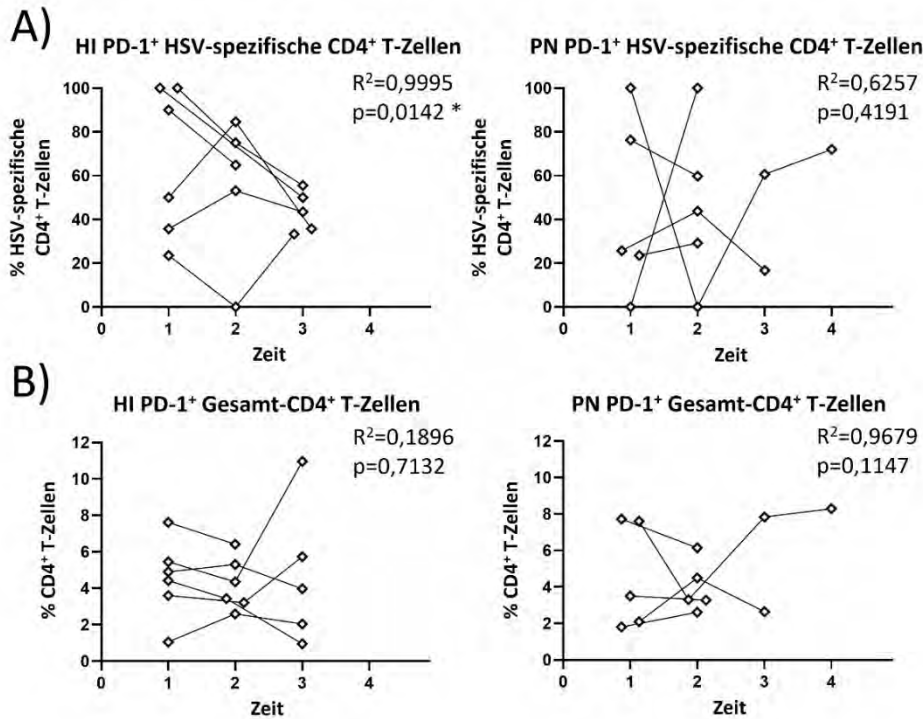 A)
HI PD-1⁺ HSV-spezifische CD4⁺ T-Zellen
R²=0,9995
p=0,0142 *
% HSV-spezifische
CD4⁺ T-Zellen
100
80
60
40
20
0
0 1 2 3 4
Zeit
PN PD-1⁺ HSV-spezifische CD4⁺ T-Zellen
R²=0,6257
p=0,4191
% HSV-spezifische
CD4⁺ T-Zellen
100
80
60
40
20
0
0 1 2 3 4
Zeit
B)
HI PD-1⁺ Gesamt-CD4⁺ T-Zellen
R²=0,1896
p=0,7132
% CD4⁺ T-Zellen
12
10
8
6
4
2
0
0 1 2 3 4
Zeit
PN PD-1⁺ Gesamt-CD4⁺ T-Zellen
R²=0,9679
p=0,1147
% CD4⁺ T-Zellen
12
10
8
6
4
2
0
0 1 2 3 4
Zeit